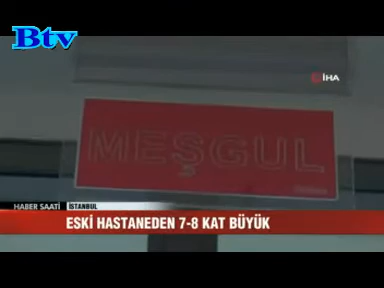 Btv
İHA
MEŞGUL
HABER SAATİ
İSTANBUL
ESKİ HASTANEDEN 7-8 KAT BÜYÜK